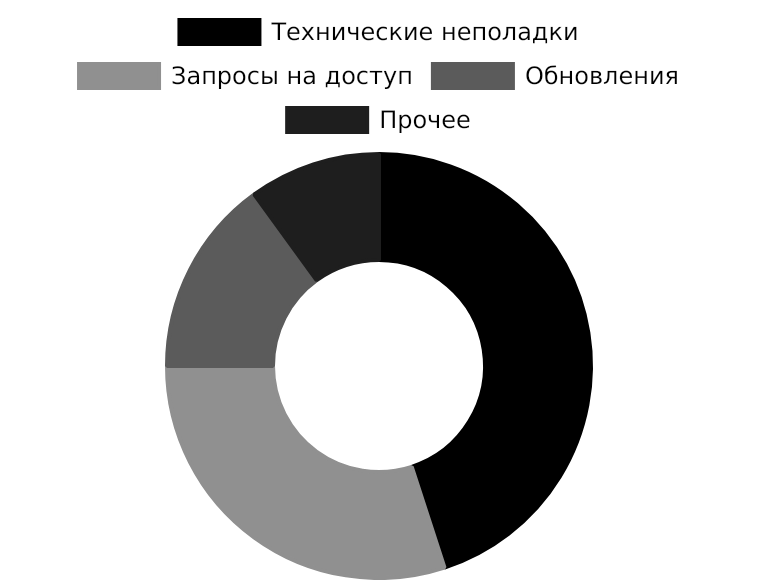 Технические неполадки
Запросы на доступ Обновления
Прочее